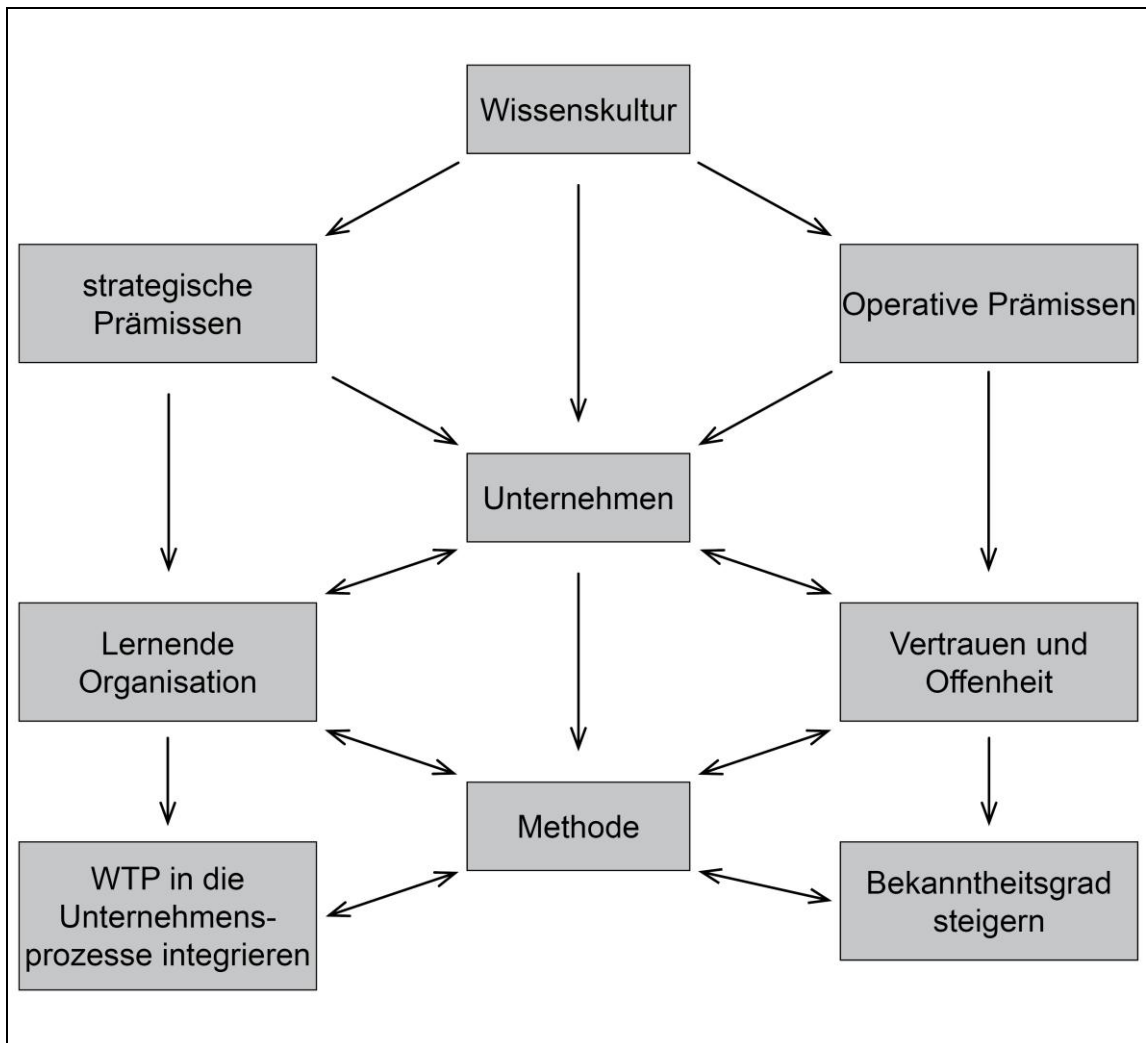 Wissenskultur
strategische
Prämissen
Operative Prämissen
Unternehmen
Lernende
Organisation
Vertrauen und
Offenheit
Methode
WTP in die
Unternehmens-
prozesse integrieren
Bekanntheitsgrad
steigern